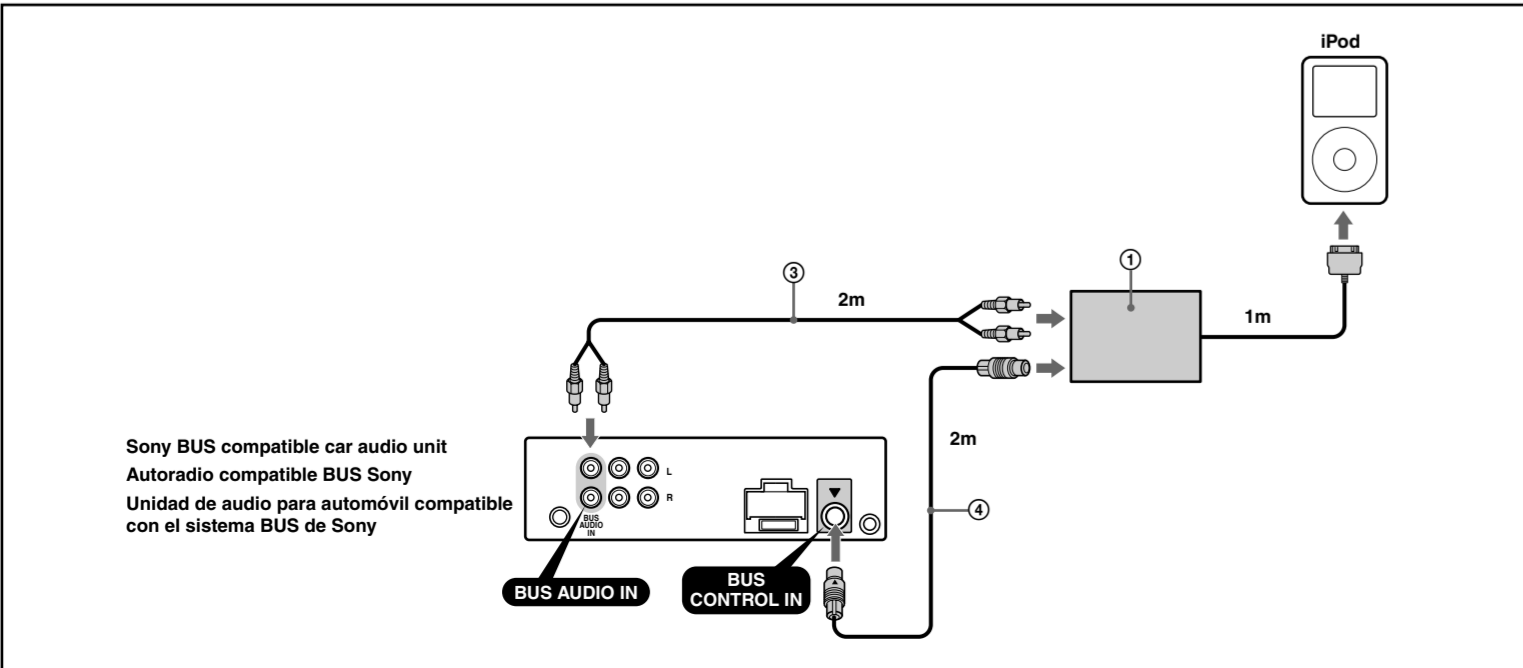 iPod
①
③
2m
1m
2m
Sony BUS compatible car audio unit
Autoradio compatible BUS Sony
Unidad de audio para automóvil compatible
con el sistema BUS de Sony
L
R
BUS
AUDIO
IN
④
BUS AUDIO IN
BUS
CONTROL IN